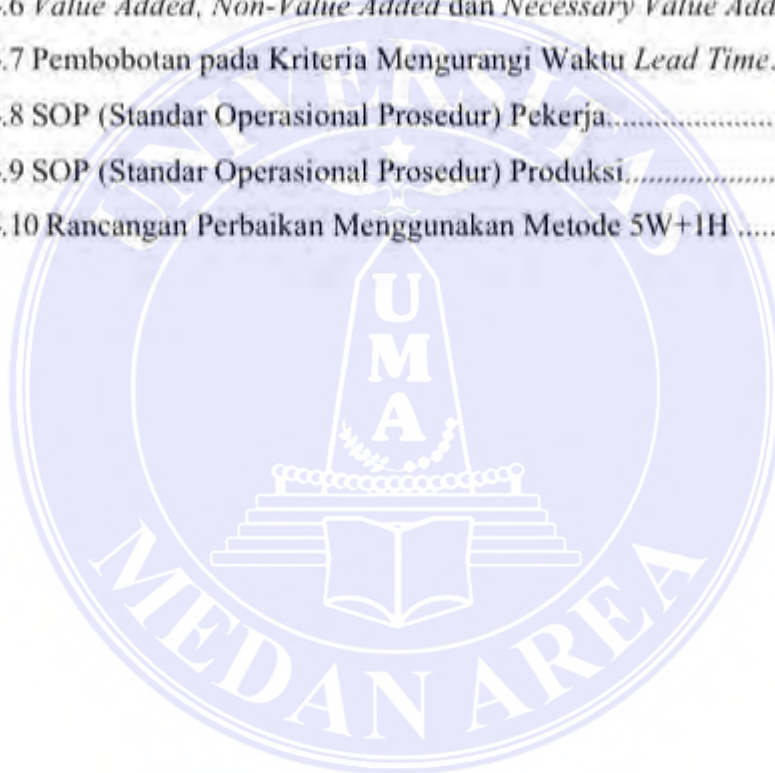 .6 Value Added, Non-Value Added dan Necessary Value Add
.7 Pembobotan pada Kriteria Mengurangi Waktu Lead Time.
.8 SOP (Standar Operasional Prosedur) Pekerja....................
.9 SOP (Standar Operasional Prosedur) Produksi..................
.10 Rancangan Perbaikan Menggunakan Metode 5W+1H .....
UNIVERSITAS
U
M
A
MEDAN AREA